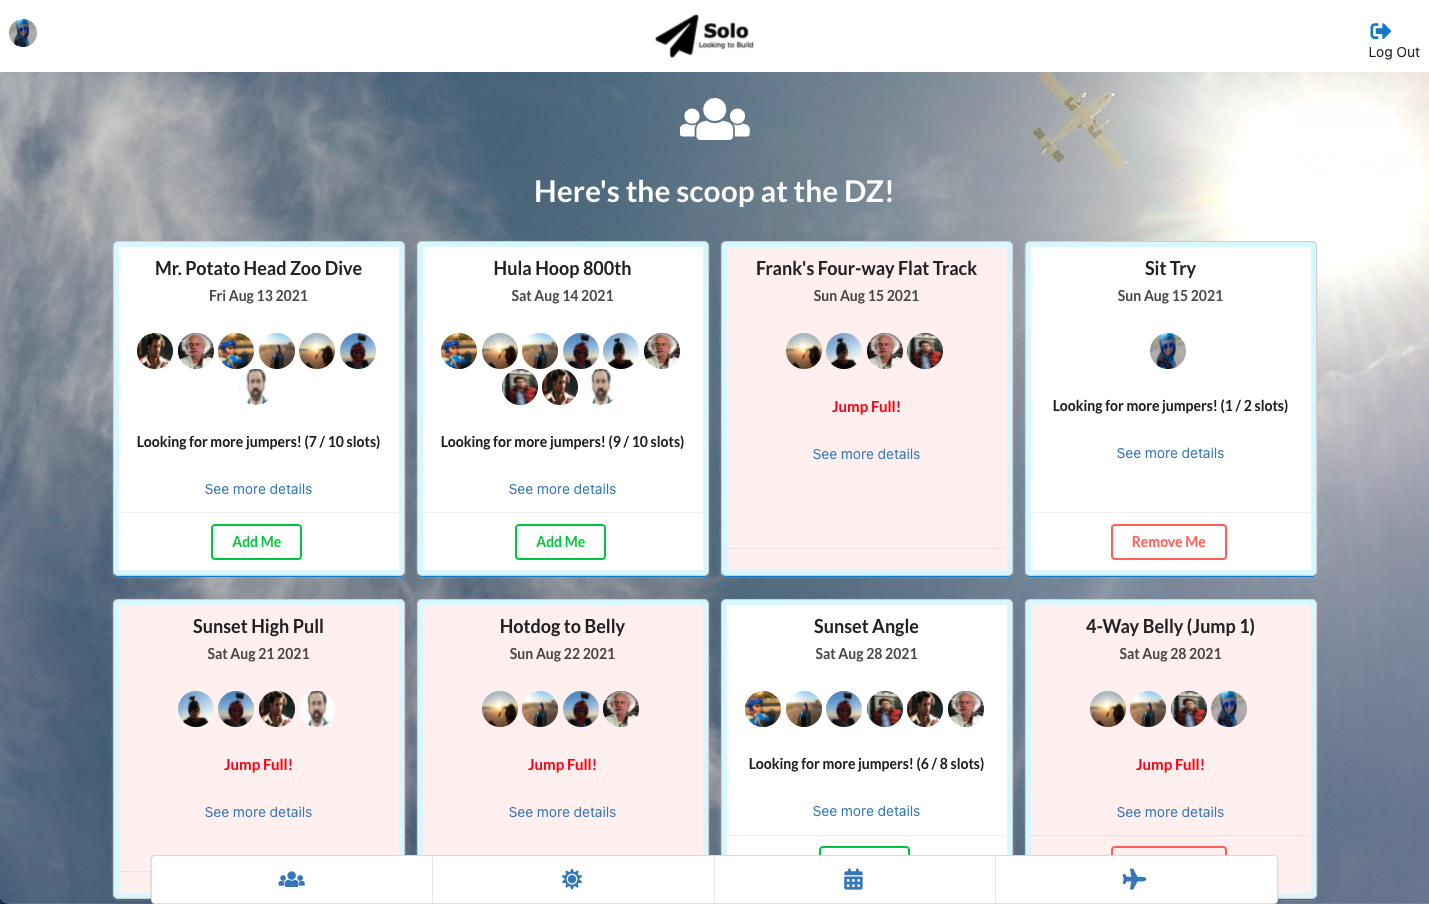 Solo
Looking to Build
Log Out
Here's the scoop at the DZ!
Mr. Potato Head Zoo Dive
Fri Aug 13 2021
Looking for more jumpers! (7 / 10 slots)
See more details
Add Me
Hula Hoop 800th
Sat Aug 14 2021
Looking for more jumpers! (9 / 10 slots)
See more details
Add Me
Frank's Four-way Flat Track
Sun Aug 15 2021
Jump Full!
See more details
Sit Try
Sun Aug 15 2021
Looking for more jumpers! (1 / 2 slots)
See more details
Remove Me
Sunset High Pull
Sat Aug 21 2021
Jump Full!
See more details
Hotdog to Belly
Sun Aug 22 2021
Jump Full!
See more details
Sunset Angle
Sat Aug 28 2021
Looking for more jumpers! (6 / 8 slots)
See more details
4-Way Belly (Jump 1)
Sat Aug 28 2021
Jump Full!
See more details